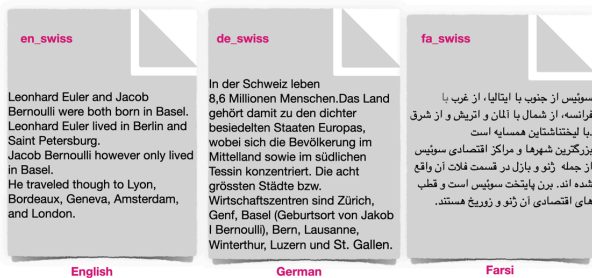 en_swiss
Leonhard Euler and Jacob
Bernoulli were both born in Basel.
Leonhard Euler lived in Berlin and
Saint Petersburg.
Jacob Bernoulli however only lived
in Basel.
He traveled though to Lyon,
Bordeaux, Geneva, Amsterdam,
and London.
English
de_swiss
In der Schweiz leben
8,6 Millionen Menschen.Das Land
gehört damit zu den dichter
besiedelten Staaten Europas,
wobei sich die Bevölkerung im
Mittelland sowie im südlichen
Tessin konzentriert. Die acht
grössten Städte bzw.
Wirtschaftszentren sind Zürich,
Genf, Basel (Geburtsort von Jakob
I Bernoulli), Bern, Lausanne,
Winterthur, Luzern und St. Gallen.
German
fa_swiss
سوئیس از جنوب با ایتالیا، از غرب با
فرانسه، از شمال با آلمان و اتریش و از شرق
با لیختناشتاین همسایه است.
بزرگترین شهرها و مراکز اقتصادی سوئیس
از جمله ژنو و بازل در قسمت فلات آن واقع
شده اند. برن پایتخت سوئیس است و قطب
های اقتصادی آن ژنو و زوریخ هستند.
Farsi